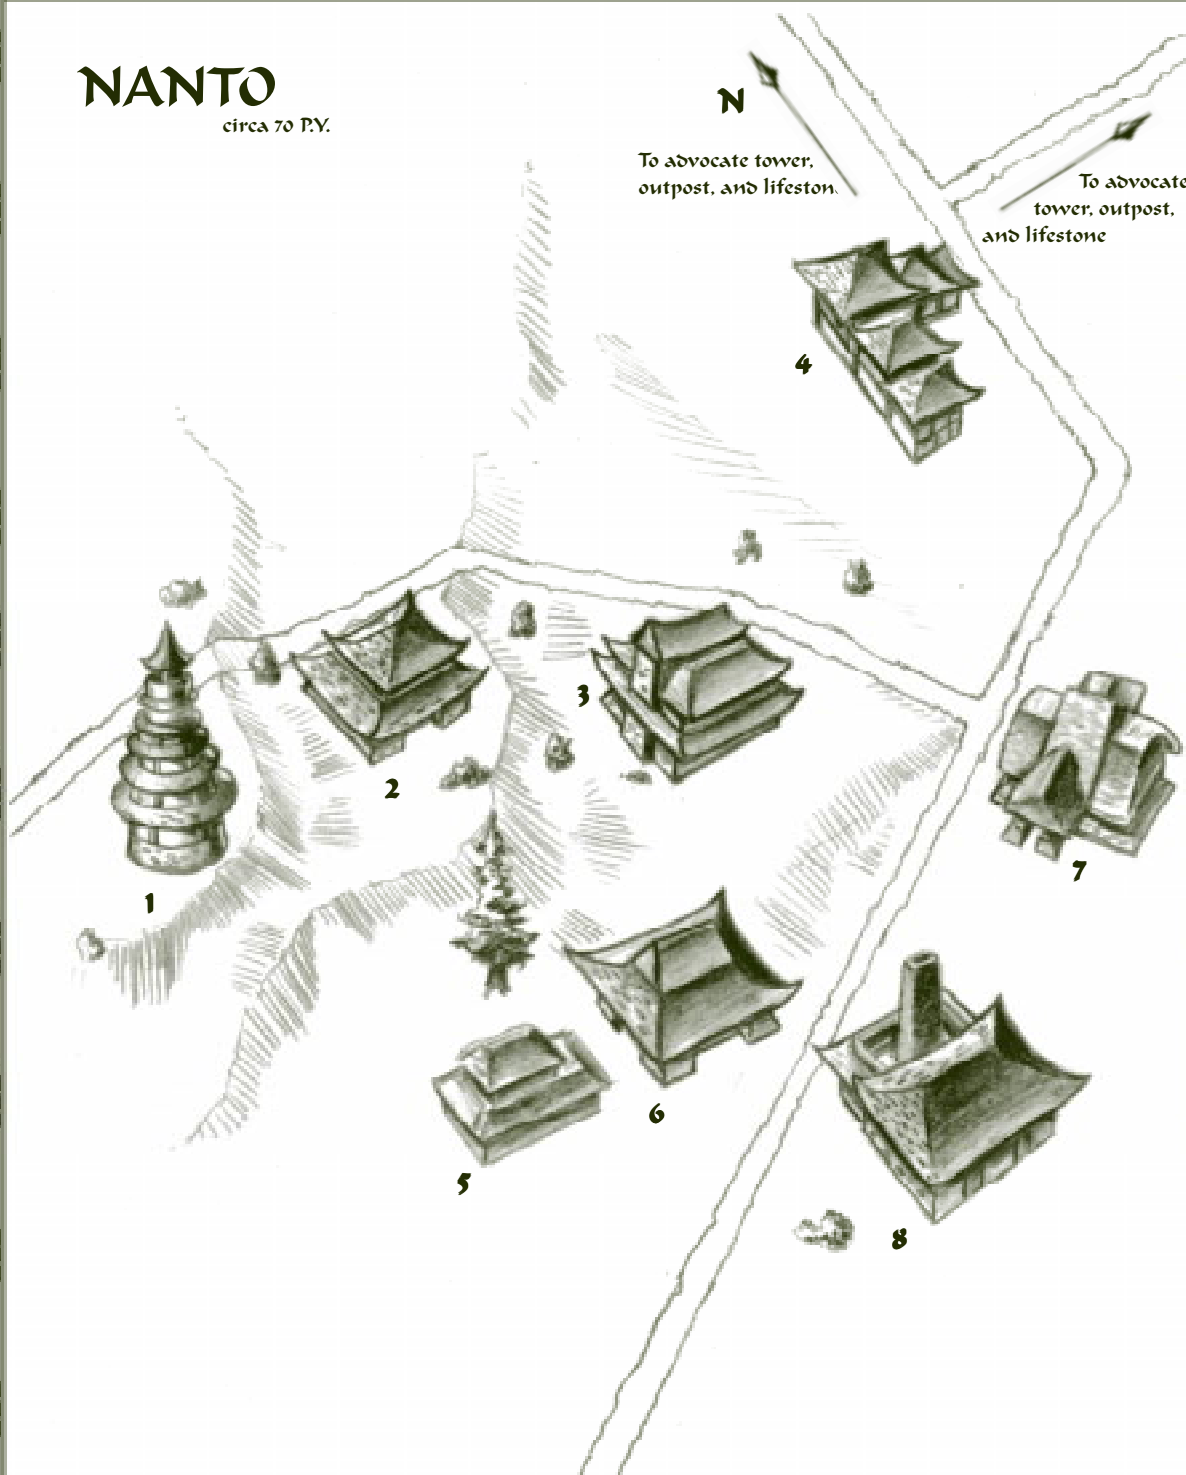 NANTO
circa 70 P.Y.
N
To advocate tower,
outpost, and lifeston
To advocate
tower, outpost,
and lifestone
4
3
2
7
1
6
5
8